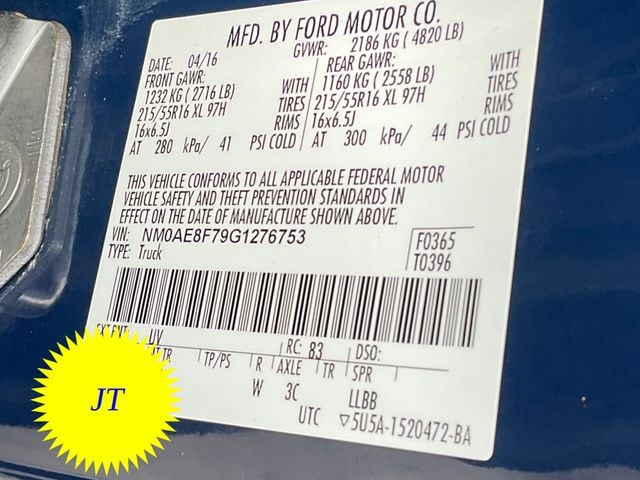 MFD. BY FORD MOTOR CO.
DATE: 04/16 GVWR: 2186 KG ( 4820 LB)
FRONT GAWR: REAR GAWR:
1232 KG ( 2716 LB) WITH 1160 KG ( 2558 LB) WITH
215/55R16 XL 97H TIRES 215/55R16 XL 97H TIRES
16x6.5J RIMS 16x6.5J RIMS
AT 280 kPa/ 41 PSI COLD AT 300 kPa/ 44 PSI COLD
THIS VEHICLE CONFORMS TO ALL APPLICABLE FEDERAL MOTOR
VEHICLE SAFETY AND THEFT PREVENTION STANDARDS IN
EFFECT ON THE DATE OF MANUFACTURE SHOWN ABOVE.
VIN: NM0AE8F79G1276753
TYPE: Truck
F0365
T0396
UV RC: 83 DSO:
TR TP/PS R AXLE TR SPR
W 3C LLBB
UTC ▽5U5A-1520472-BA
JT